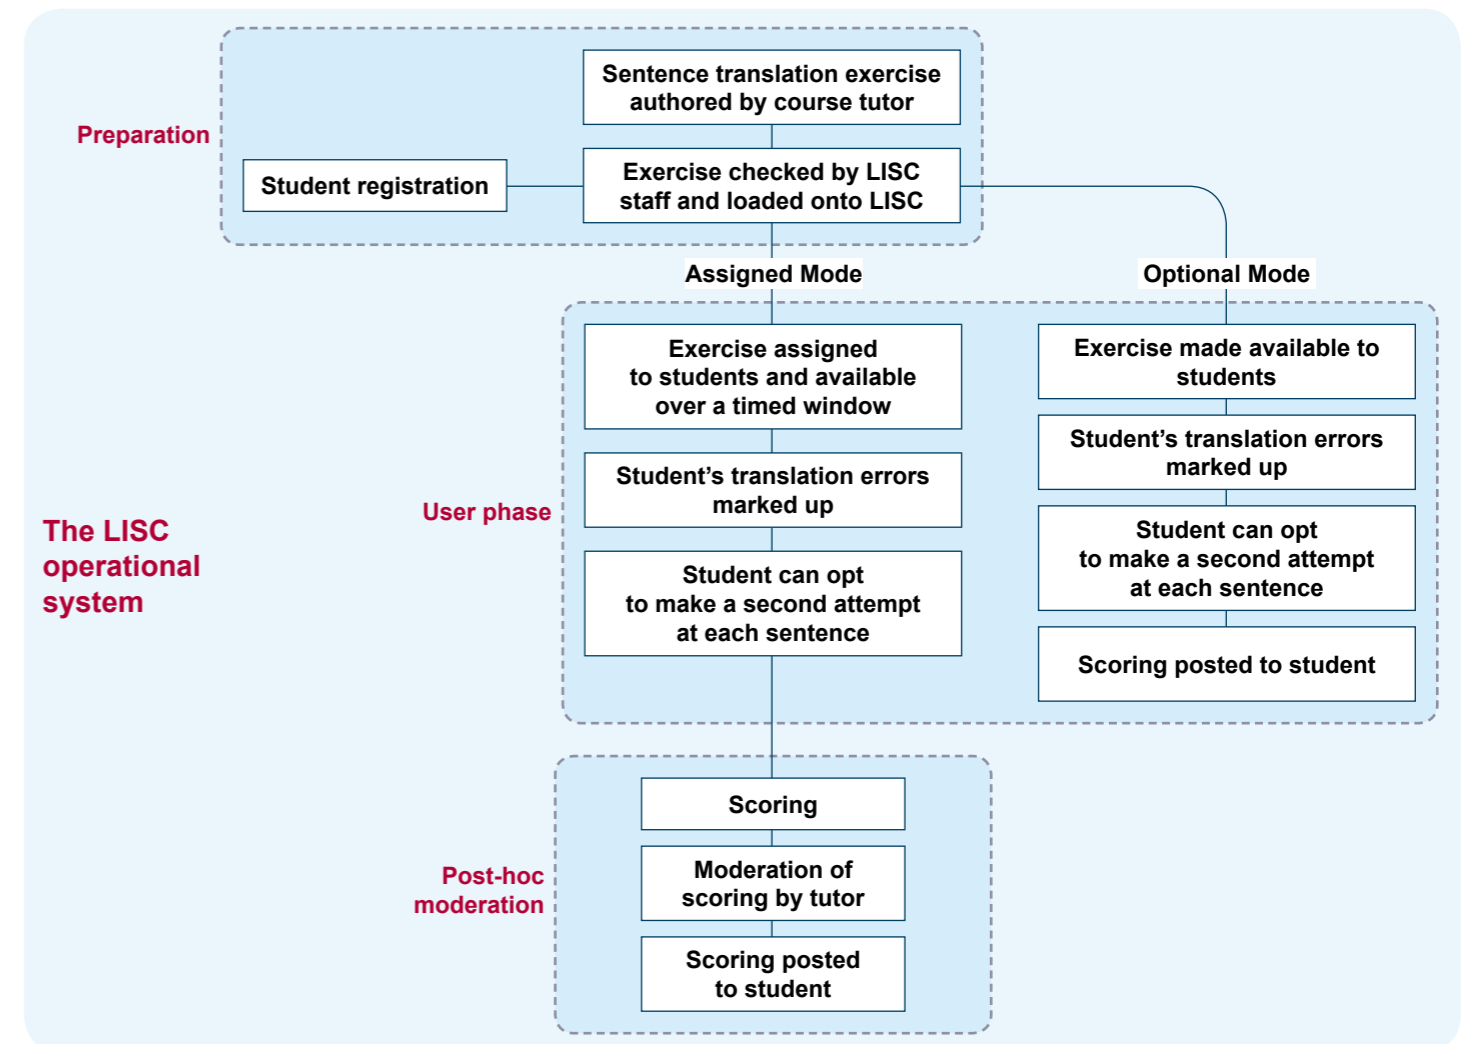 Sentence translation exercise
authored by course tutor
Preparation
Student registration
Exercise checked by LISC
staff and loaded onto LISC
Assigned Mode
Optional Mode
Exercise assigned
to students and available
over a timed window
Student’s translation errors
marked up
Student can opt
to make a second attempt
at each sentence
Exercise made available to
students
Student’s translation errors
marked up
Student can opt
to make a second attempt
at each sentence
Scoring posted to student
User phase
The LISC
operational
system
Scoring
Moderation of
scoring by tutor
Scoring posted
to student
Post-hoc
moderation